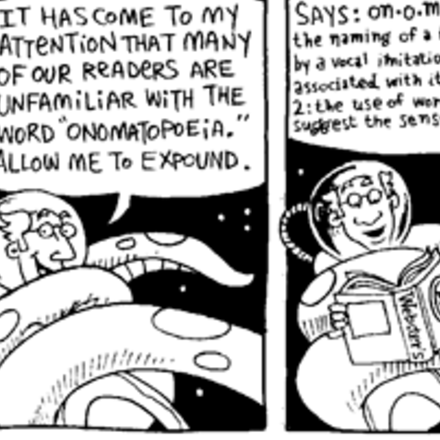 IT HAS COME TO MY
ATTENTION THAT MANY
OF OUR READERS ARE
UNFAMILIAR WITH THE
WORD "ONOMATOPOEIA."
ALLOW ME TO EXPOUND.
SAYS: on·o·m
the naming of a
by a vocal imitatio
associated with it
2: the use of wor
suggest the sens
Webster's